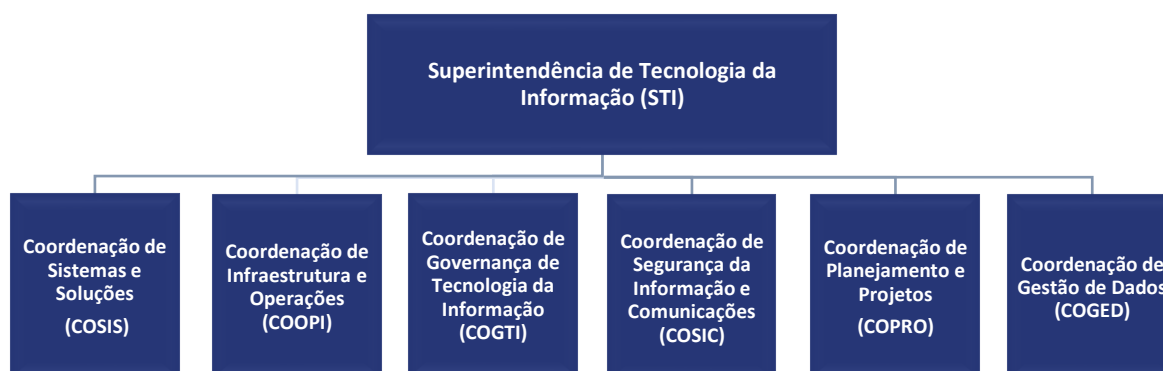 Superintendência de Tecnologia da
Informação (STI)
Coordenação de
Sistemas e
Soluções
(COSIS)
Coordenação de
Infraestrutura e
Operações
(COOPI)
Coordenação de
Governança de
Tecnologia da
Informação
(COGTI)
Coordenação de
Segurança da
Informação e
Comunicações
(COSIC)
Coordenação de
Planejamento e
Projetos
(COPRO)
Coordenação de
Gestão de Dados
(COGED)